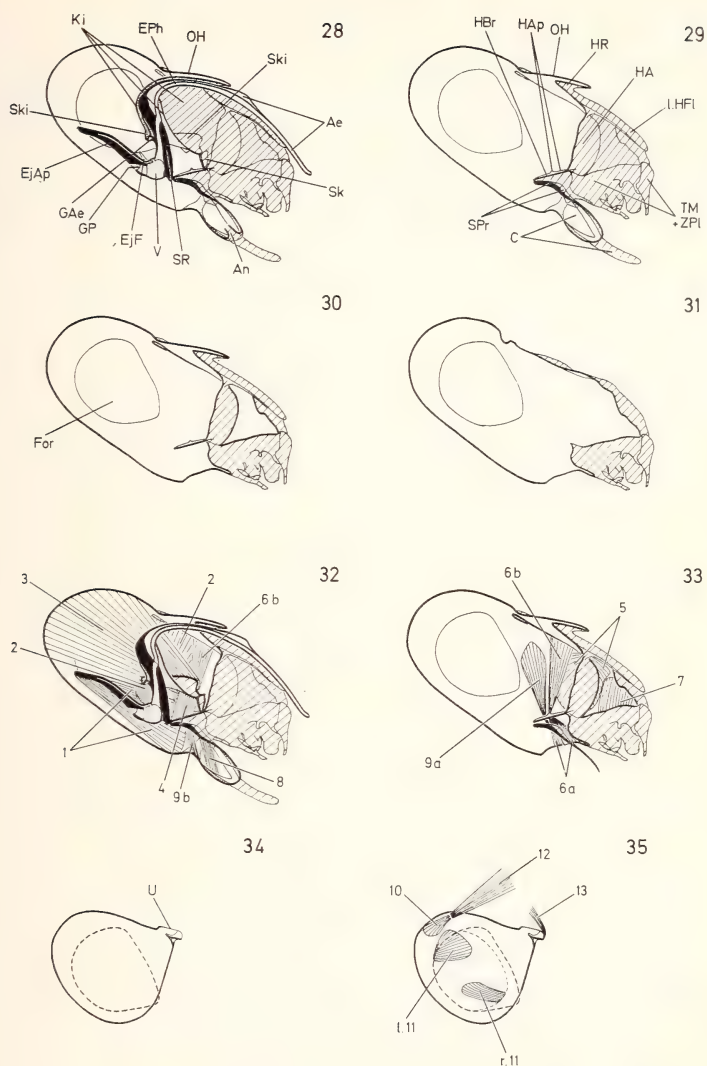 28
Ki
EPh
OH
Ski
Ae
Ski
EjAp
GAe
GP
EjF
V
SR
An
Sk
29
HBr
HAp
OH
HR
HA
l.HFl
TM
+ZPl
SPr
C
30
For
31
32
3
2
6b
2
1
4
9b
8
33
6b
5
7
9a
6a
34
U
35
12
10
13
l.11
r.11